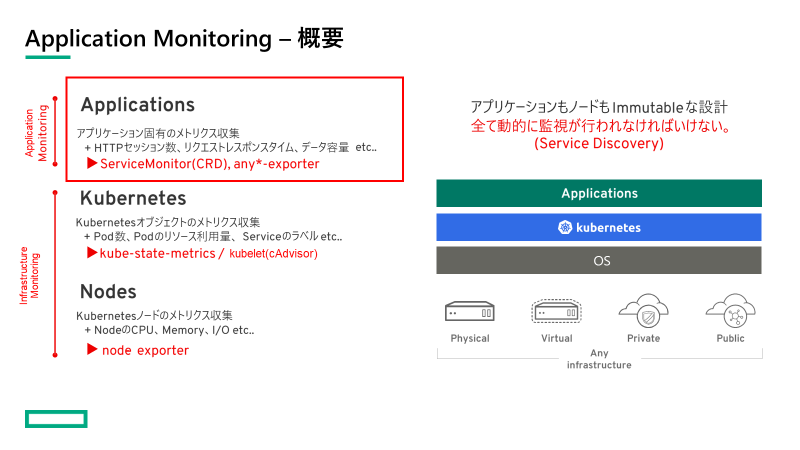 Application Monitoring – 概要
Application
Monitoring
Applications
アプリケーション固有のメトリクス収集
+ HTTPセッション数、リクエストレスポンスタイム、データ容量 etc..
▶ServiceMonitor(CRD), any*-exporter
Infrastructure
Monitoring
Kubernetes
Kubernetesオブジェクトのメトリクス収集
+ Pod数、Podのリソース利用量、Serviceのラベル etc..
▶kube-state-metrics / kubelet(cAdvisor)
Nodes
Kubernetesノードのメトリクス収集
+ NodeのCPU、Memory、I/O etc..
▶ node exporter
アプリケーションもノードもImmutableな設計
全て動的に監視が行われなければいけない。
(Service Discovery)
Applications
kubernetes
OS
Physical Virtual Private Public
Any
infrastructure